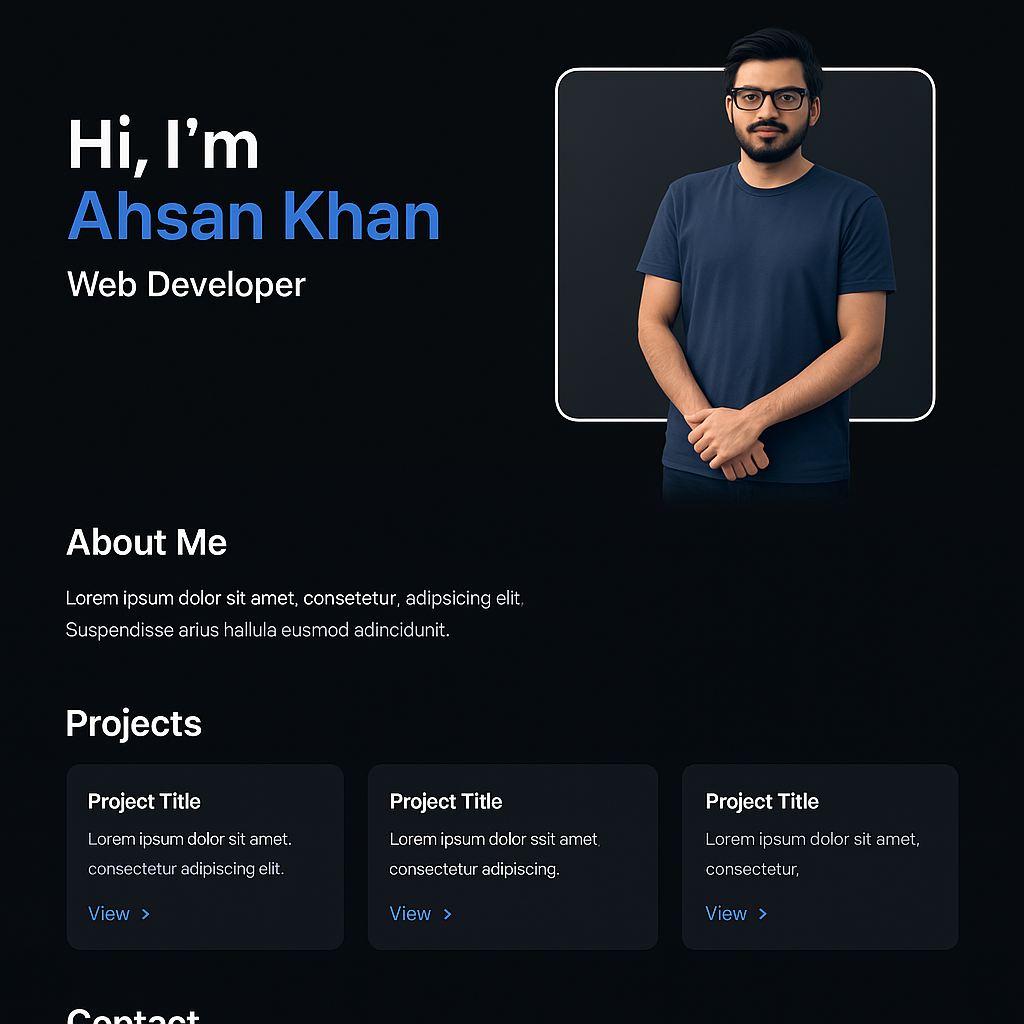 Hi, I’m
Ahsan Khan
Web Developer
About Me
Lorem ipsum dolor sit amet, consetetur, adipsicing elit,
Suspendisse arius hallula eusmod adincidunt.
Projects
Project Title
Lorem ipsum dolor sit amet.
consectetur adipiscing elit.
View >
Project Title
Lorem ipsum dolor ssit amet,
consectetur adipiscing.
View >
Project Title
Lorem ipsum dolor sit amet,
consectetur,
View >
Contact